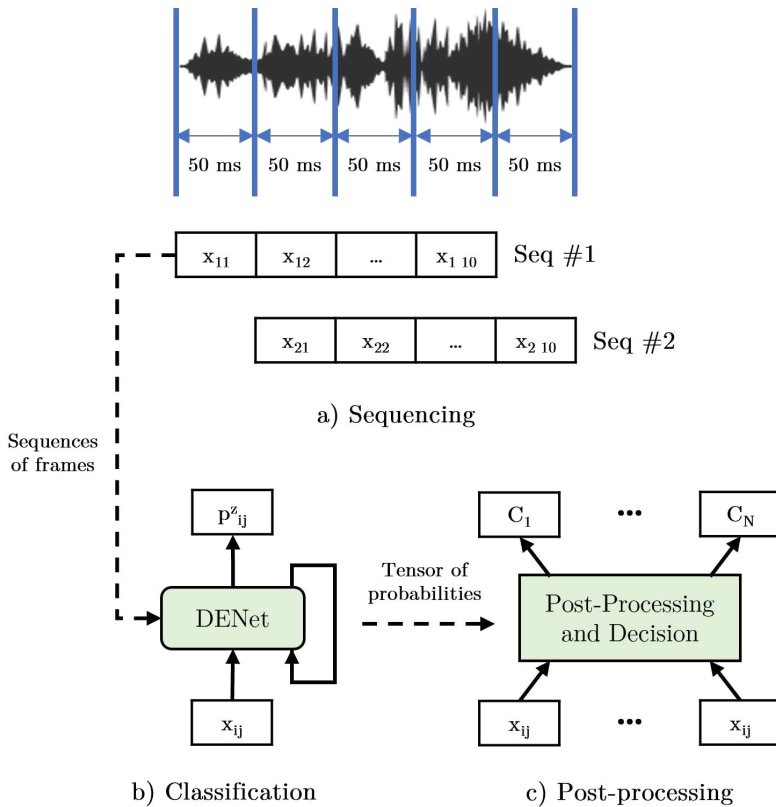 50 ms 50 ms 50 ms 50 ms 50 ms
x₁₁ x₁₂ ... x₁ ₁₀ Seq #1
x₂₁ x₂₂ ... x₂ ₁₀ Seq #2
a) Sequencing
Sequences
of frames
pᶻᵢⱼ
DENet
xᵢⱼ
b) Classification
Tensor of
probabilities
C₁ ... C_N
Post-Processing
and Decision
xᵢⱼ ... xᵢⱼ
c) Post-processing